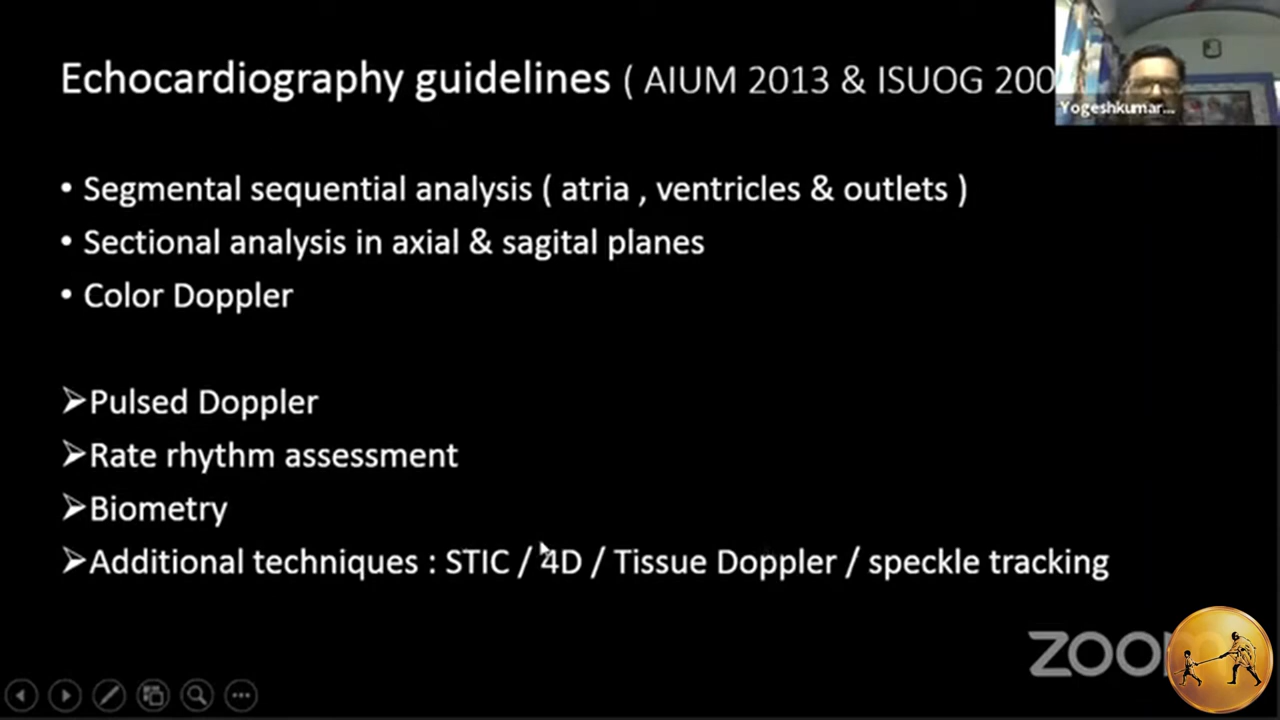 Echocardiography guidelines ( AIUM 2013 & ISUOG 200
Yogeshkumar...
• Segmental sequential analysis ( atria , ventricles & outlets )
• Sectional analysis in axial & sagital planes
• Color Doppler
➢Pulsed Doppler
➢Rate rhythm assessment
➢Biometry
➢Additional techniques : STIC / 4D / Tissue Doppler / speckle tracking
ZOOM